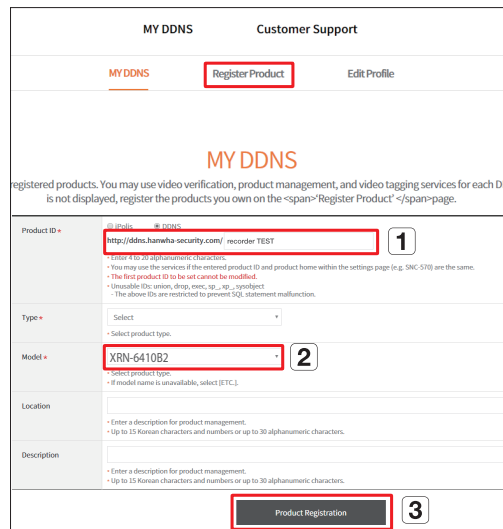 MY DDNS Customer Support
MY DDNS Register Product Edit Profile
MY DDNS
registered products. You may use video verification, product management, and video tagging services for each D
is not displayed, register the products you own on the <span>'Register Product' </span>page.
Product ID * iPolis DDNS
http://ddns.hanwha-security.com/ recorder TEST
1
• Enter 4 to 20 alphanumeric characters.
• You may use the services if the entered product ID and product home within the settings page (e.g. SNC-570) are the same.
• The first product ID to be set cannot be modified.
• Unusable IDs: union, drop, exec, sp_, xp_, sysobject
- The above IDs are restricted to prevent SQL statement malfunction.
Type * Select
• Select product type.
Model * XRN-6410B2
2
• Select product type.
• If model name is unavailable, select [ETC.].
Location
• Enter a description for product management.
• Up to 15 Korean characters and numbers or up to 30 alphanumeric characters.
Description
• Enter a description for product management.
• Up to 15 Korean characters and numbers or up to 30 alphanumeric characters.
Product Registration
3